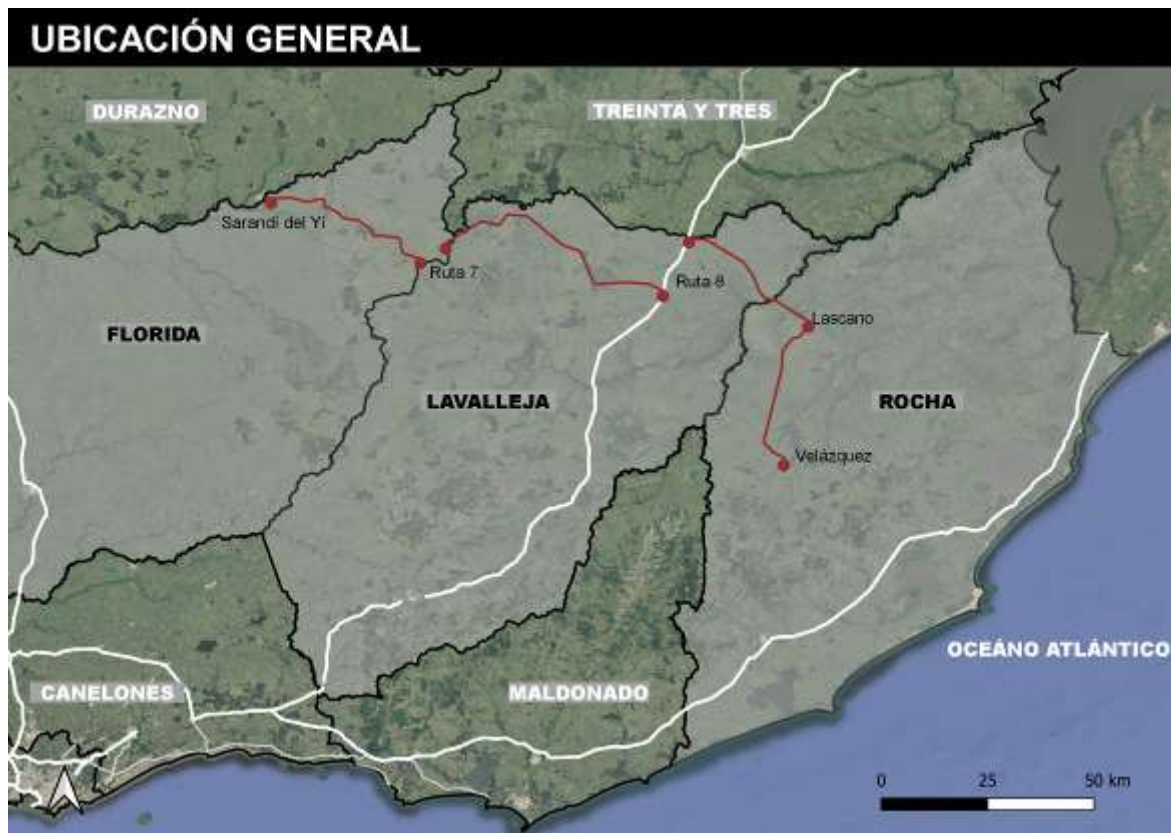 UBICACIÓN GENERAL
DURAZNO
TREINTA Y TRES
Sarandí del Yí
Ruta 7
Ruta 8
FLORIDA
Lascano
LAVALLEJA
ROCHA
Velázquez
OCEÁNO ATLÁNTICO
CANELONES
MALDONADO
0 25 50 km